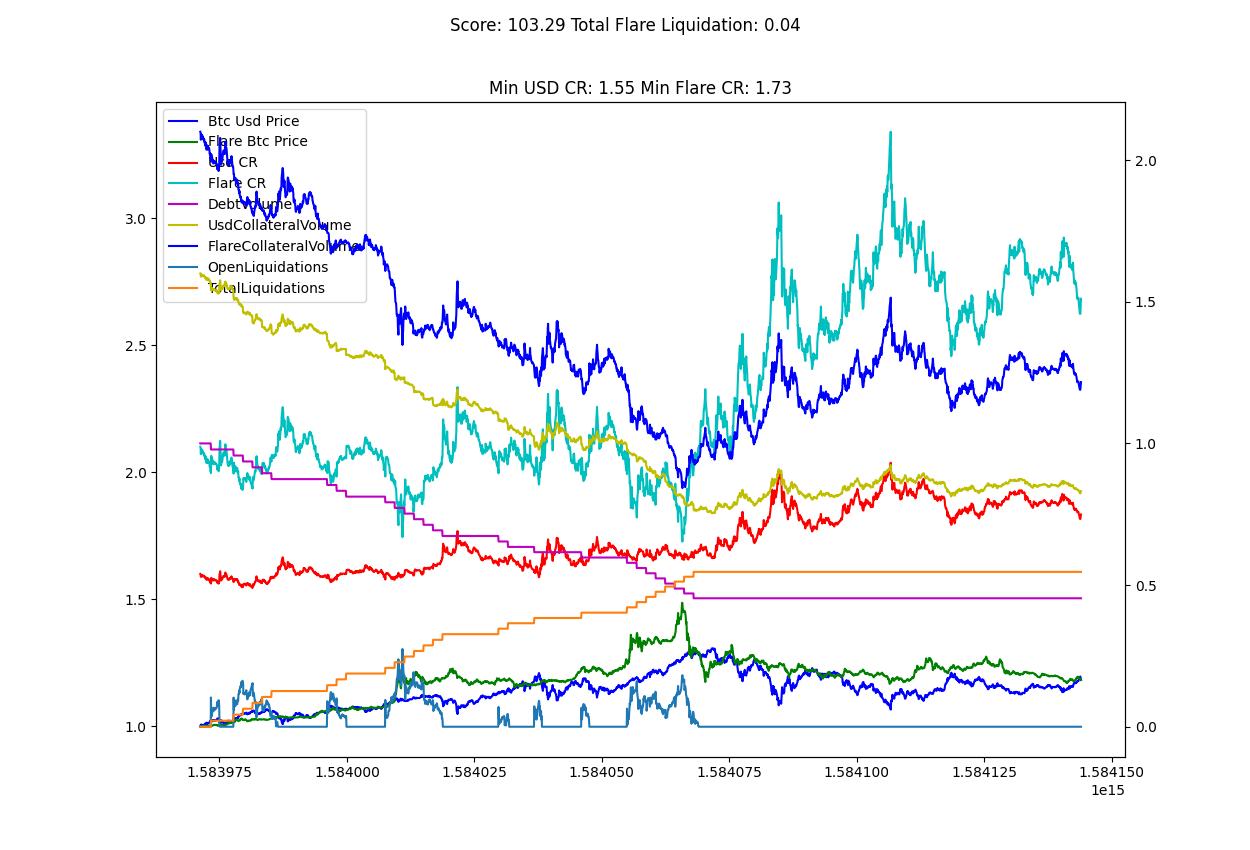 Score: 103.29 Total Flare Liquidation: 0.04
Min USD CR: 1.55 Min Flare CR: 1.73
Btc Usd Price
Flare Btc Price
Usd CR
Flare CR
DebtVolume
UsdCollateralVolume
FlareCollateralVolume
OpenLiquidations
TotalLiquidations
3.0
2.5
2.0
1.5
1.0
2.0
1.5
1.0
0.5
0.0
1.583975
1.584000
1.584025
1.584050
1.584075
1.584100
1.584125
1.584150
1e15